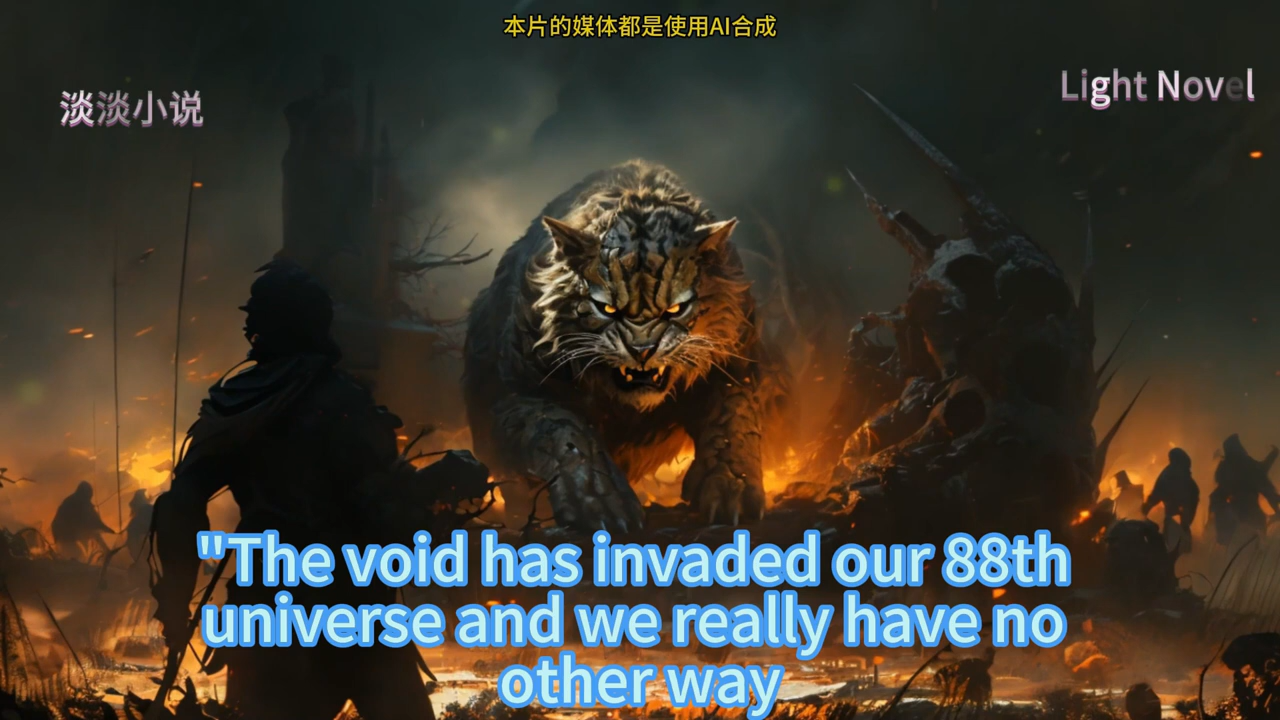 本片的媒体都是使用AI合成
淡淡小说
Light Novel
"The void has invaded our 88th
universe and we really have no
other way